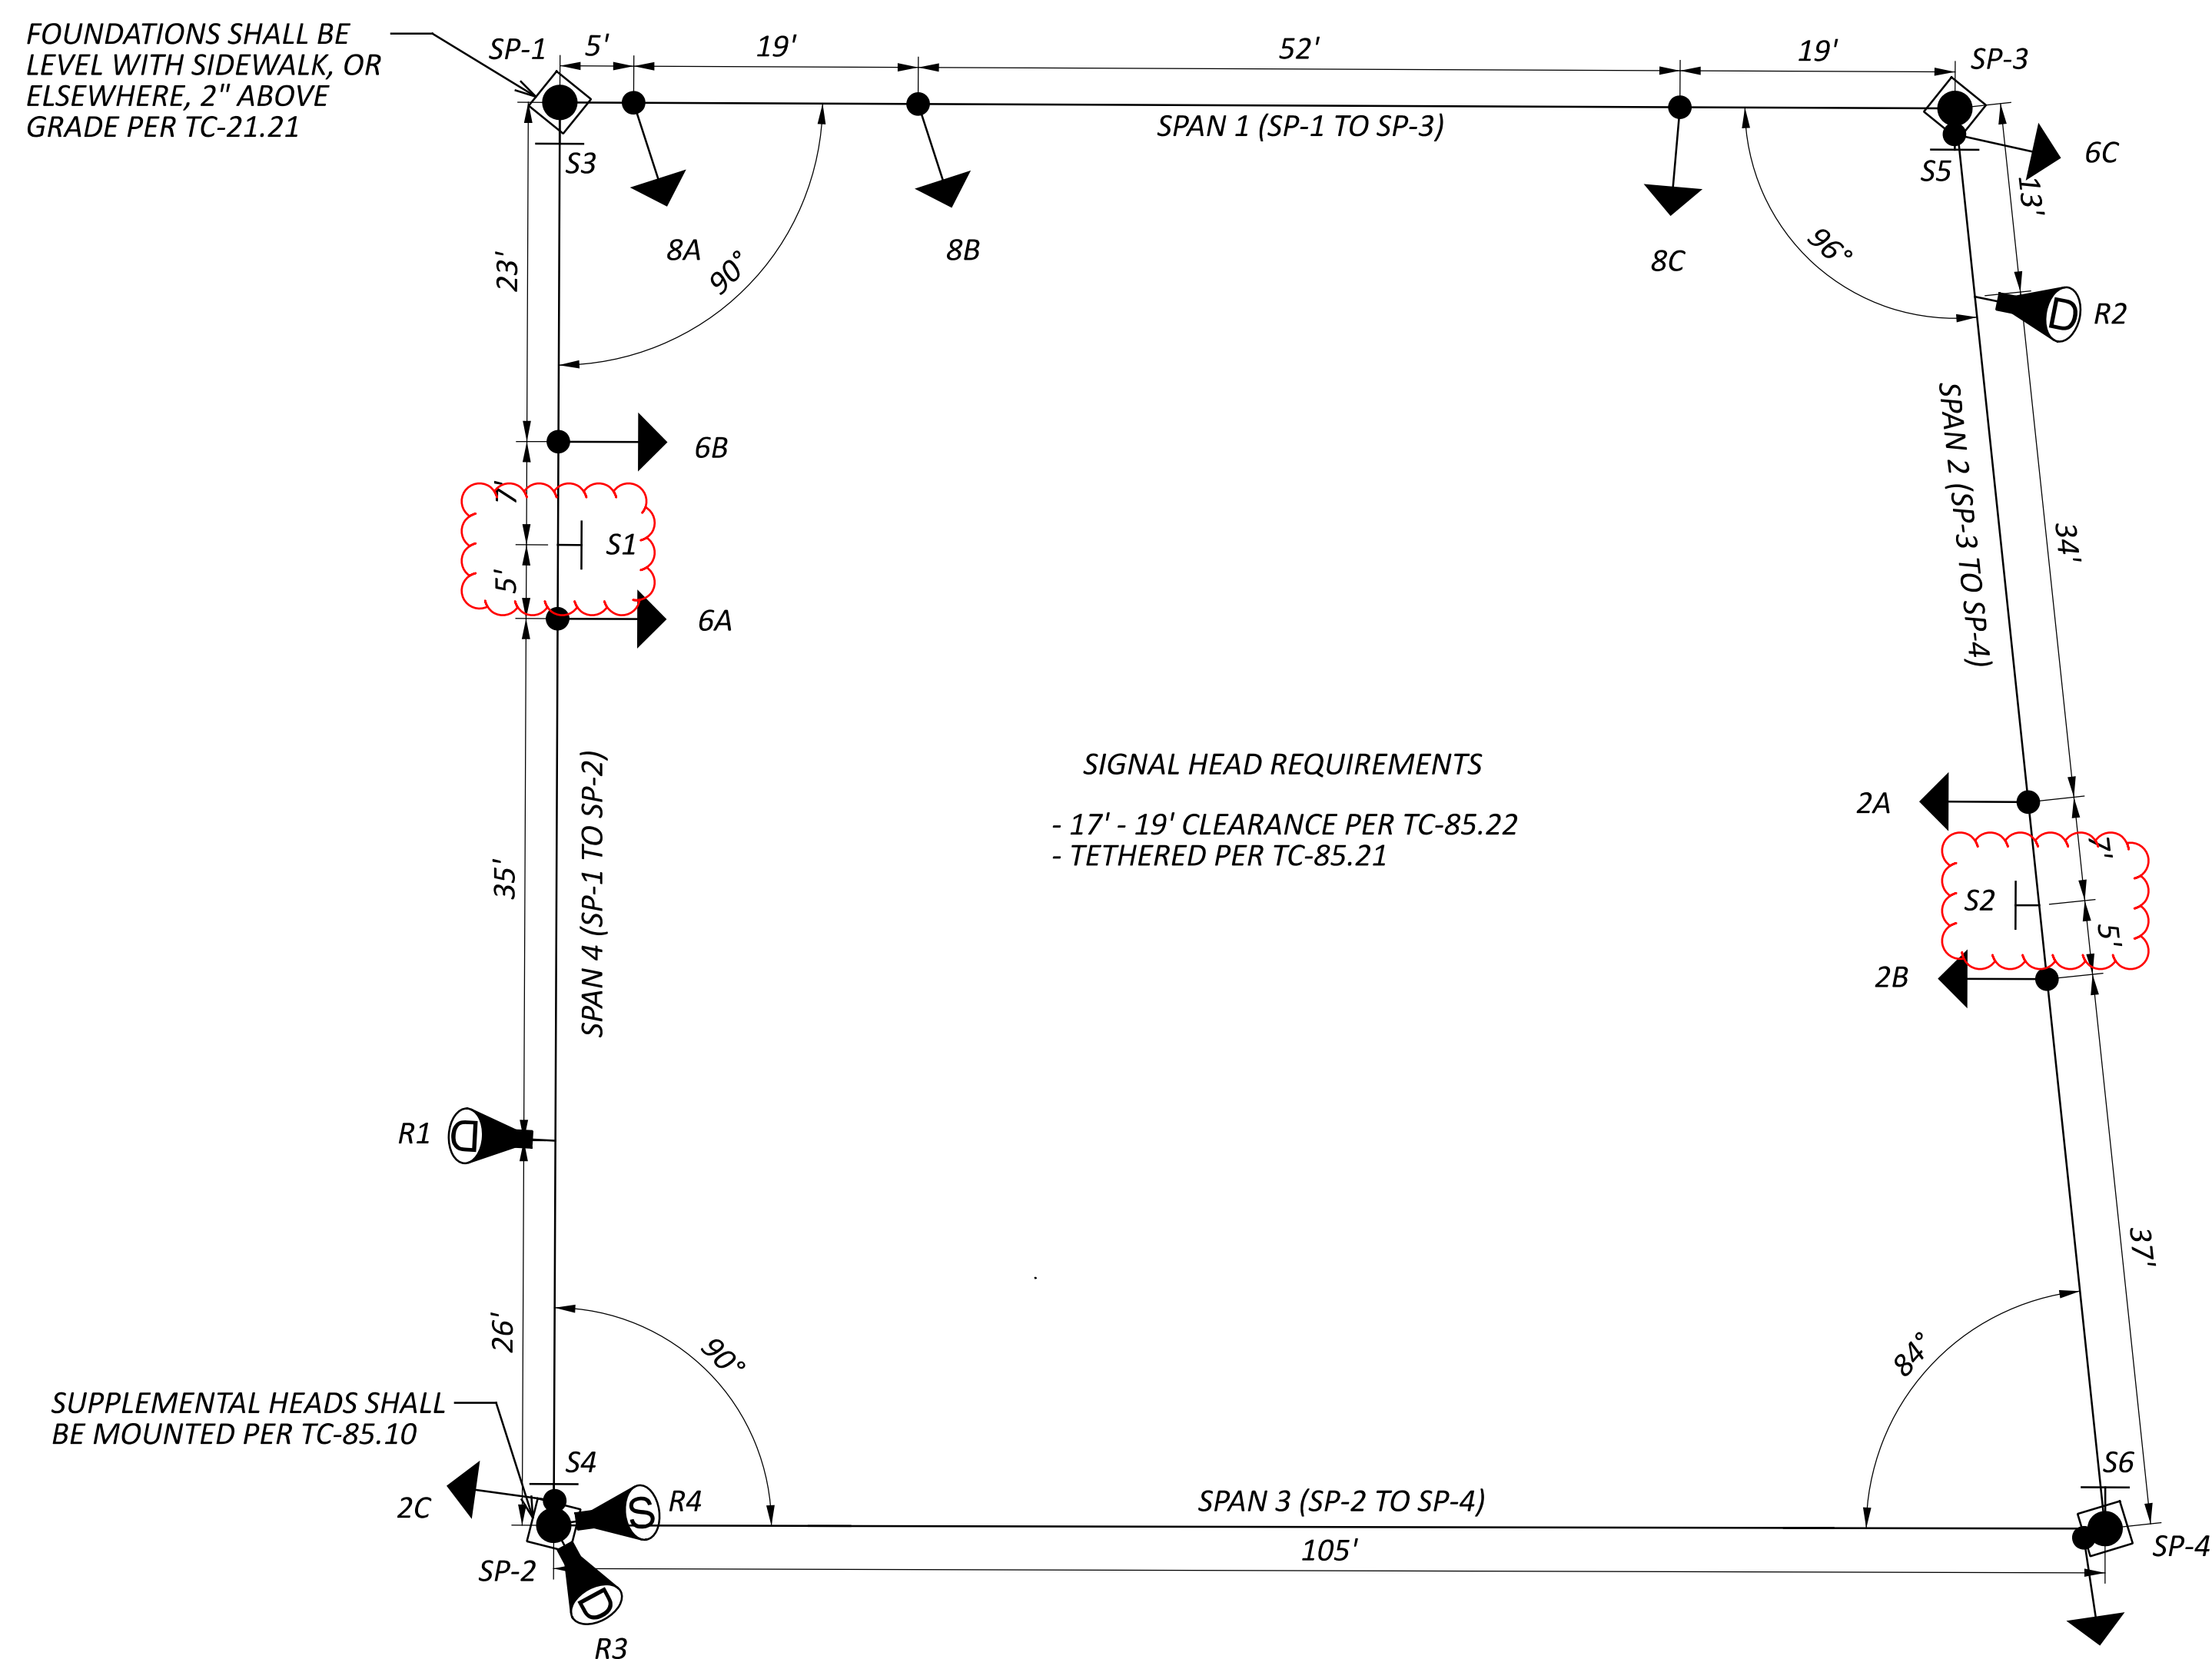 FOUNDATIONS SHALL BE
LEVEL WITH SIDEWALK, OR
ELSEWHERE, 2" ABOVE
GRADE PER TC-21.21
SP-1
5'
19'
52'
19'
SP-3
SPAN 1 (SP-1 TO SP-3)
S3
S5
6C
8A
8B
8C
90°
96°
13'
23'
R2
D
6B
7'
S1
5'
6A
SPAN 2 (SP-3 TO SP-4)
34'
SIGNAL HEAD REQUIREMENTS
- 17' - 19' CLEARANCE PER TC-85.22
- TETHERED PER TC-85.21
2A
7'
S2
5'
2B
35'
SPAN 4 (SP-1 TO SP-2)
R1
D
37'
26'
90°
84°
SUPPLEMENTAL HEADS SHALL
BE MOUNTED PER TC-85.10
S4
S6
2C
S
R4
SPAN 3 (SP-2 TO SP-4)
105'
SP-2
SP-4
D
R3